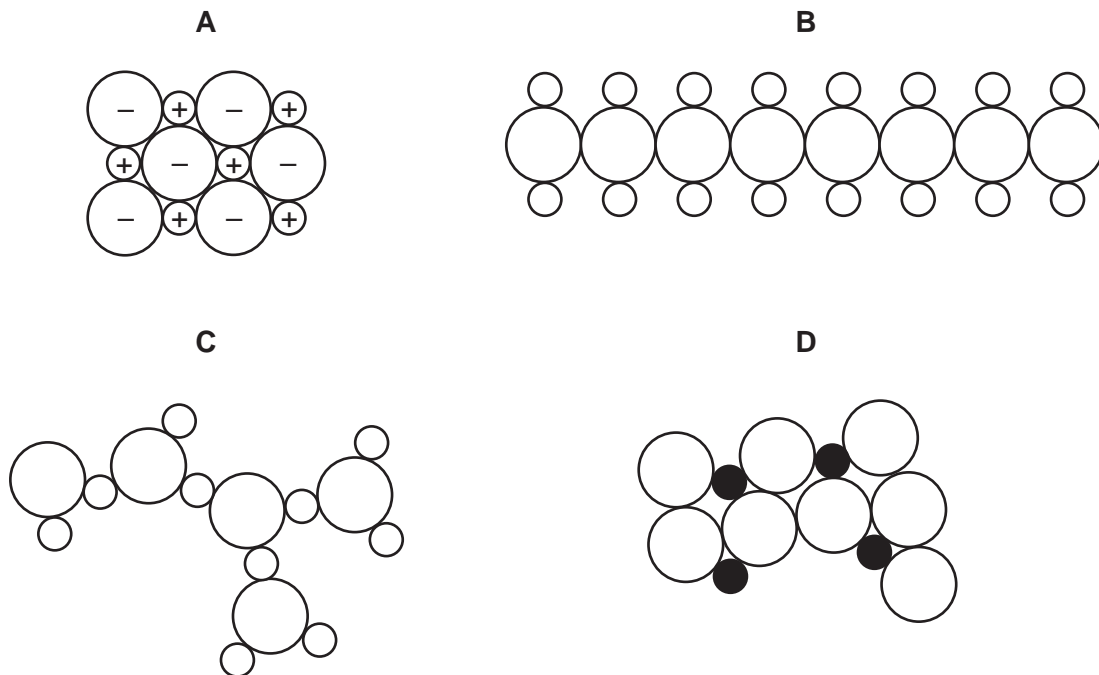 A
B
− + − +
+ − + −
− + − +
C
D